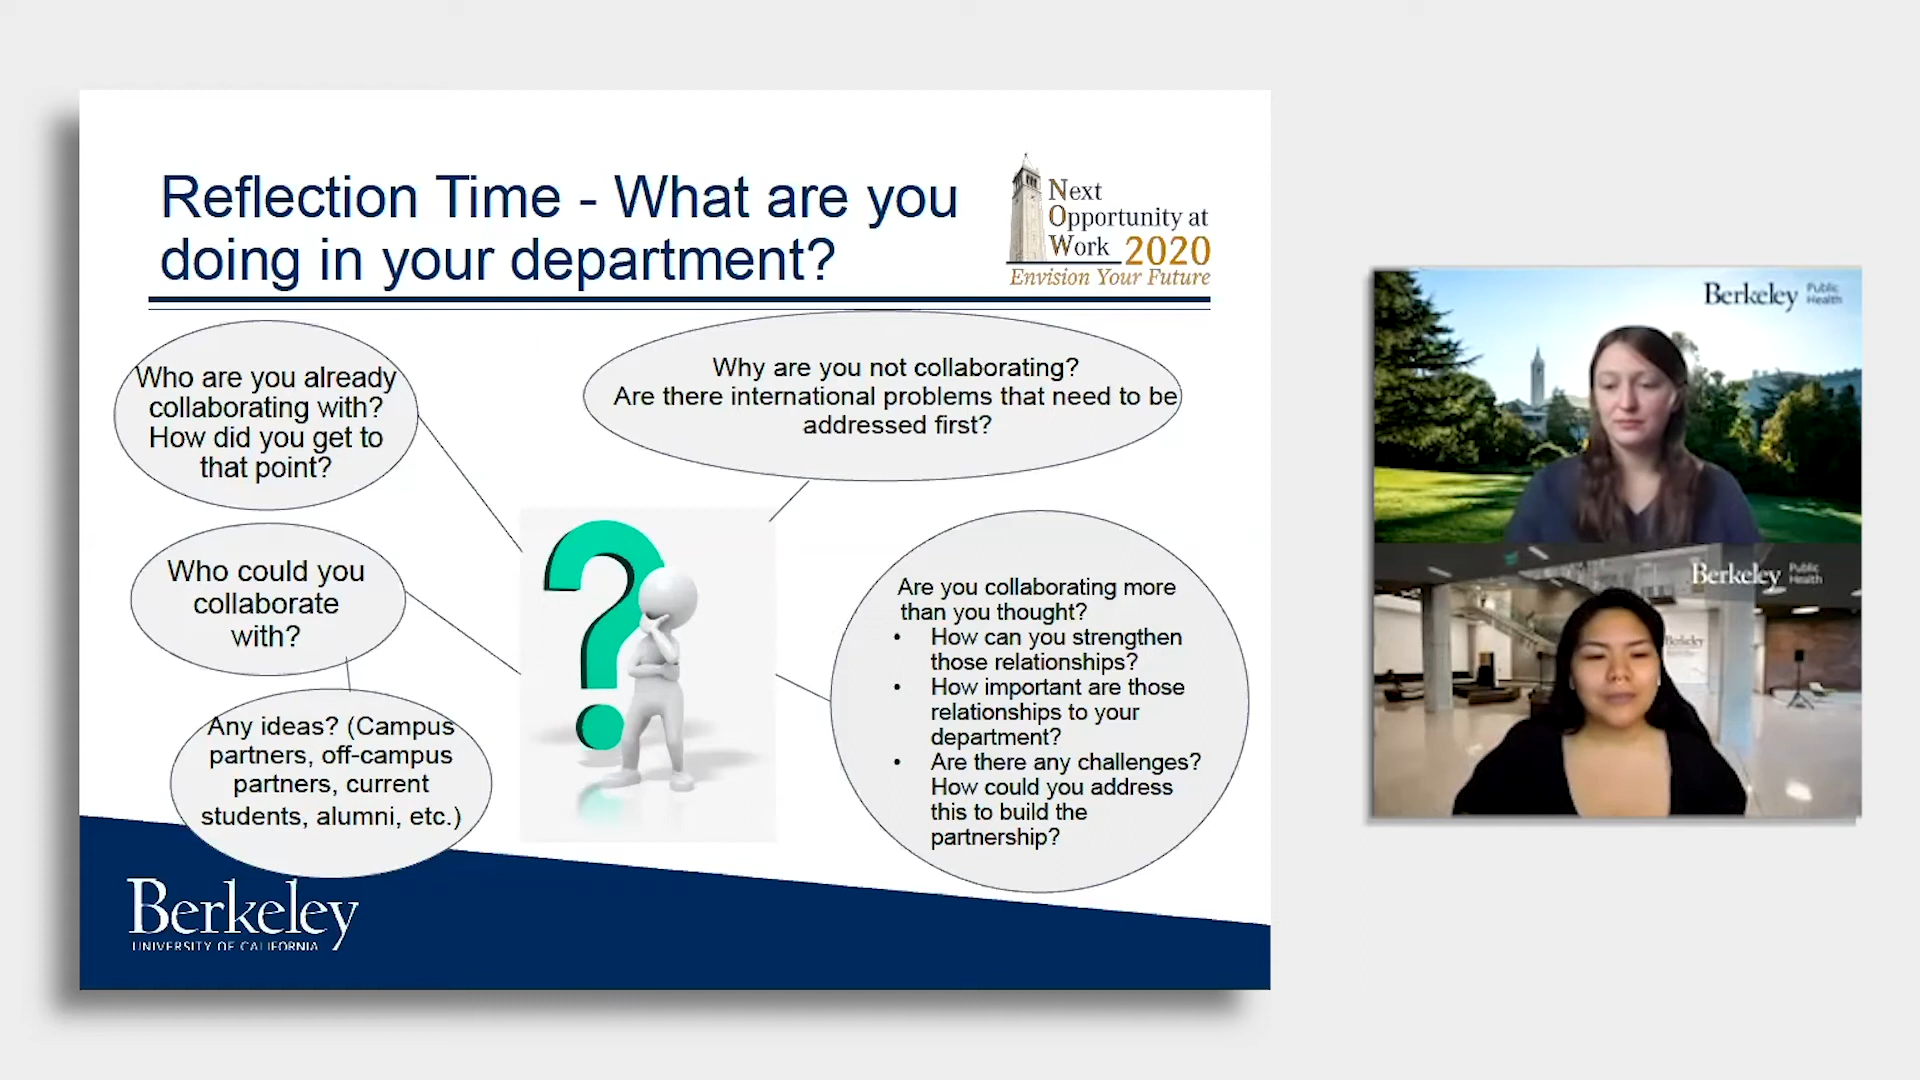 Reflection Time - What are you
doing in your department?
Next
Opportunity at
Work 2020
Envision Your Future
Who are you already
collaborating with?
How did you get to
that point?
Why are you not collaborating?
Are there international problems that need to be
addressed first?
Who could you
collaborate
with?
Any ideas? (Campus
partners, off-campus
partners, current
students, alumni, etc.)
Are you collaborating more
than you thought?
• How can you strengthen
those relationships?
• How important are those
relationships to your
department?
• Are there any challenges?
How could you address
this to build the
partnership?
Berkeley
UNIVERSITY OF CALIFORNIA
Berkeley Public
Health
Berkeley Public
Health
Berkeley